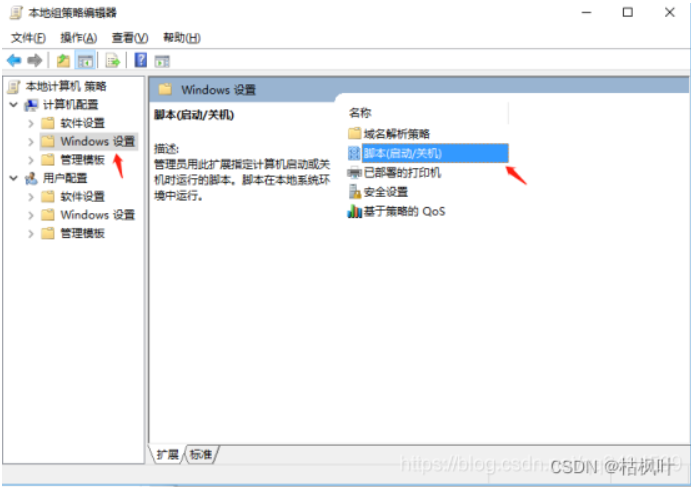 本地组策略编辑器
文件(F) 操作(A) 查看(V) 帮助(H)
本地计算机 策略
计算机配置
软件设置
Windows 设置
管理模板
用户配置
软件设置
Windows 设置
管理模板
Windows 设置
脚本(启动/关机)
描述:
管理员用此扩展指定计算机启动或关
机时运行的脚本。脚本在本地系统环
境中运行。
名称
域名解析策略
脚本(启动/关机)
已部署的打印机
安全设置
基于策略的 QoS
扩展 标准
https://blog.csdn.
CSDN @枯枫叶